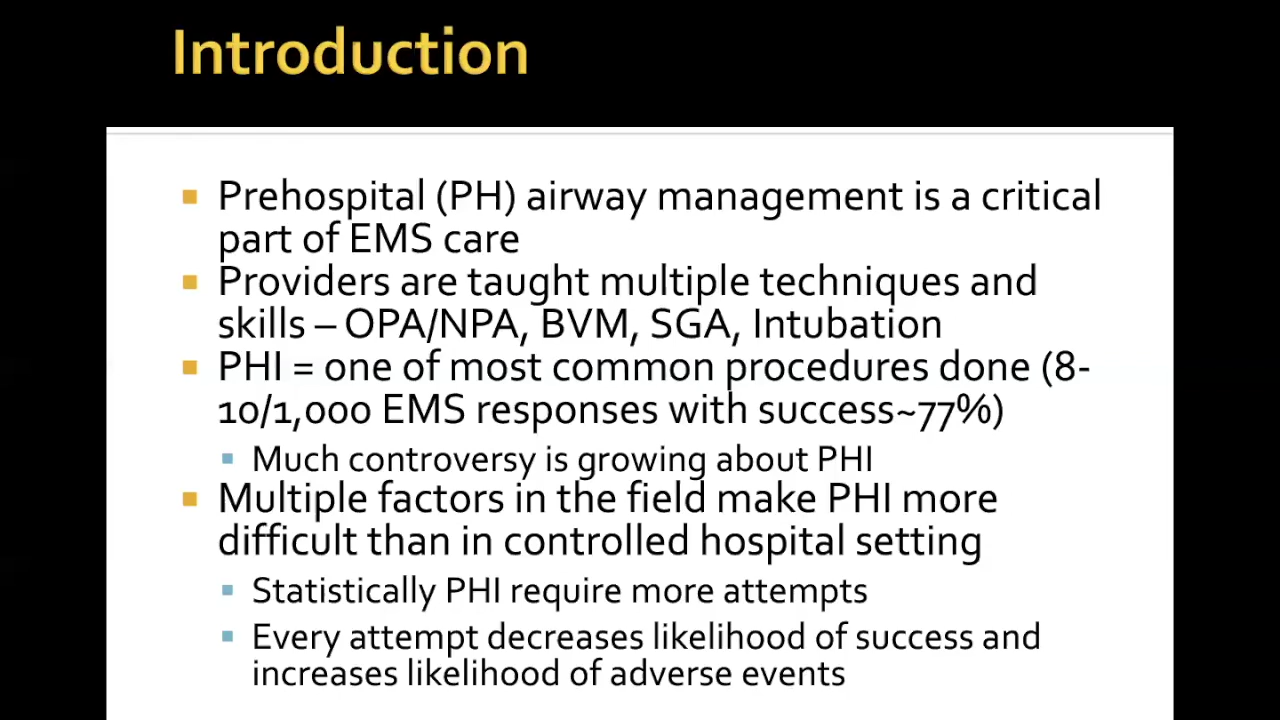 Introduction
Prehospital (PH) airway management is a critical
part of EMS care
Providers are taught multiple techniques and
skills – OPA/NPA, BVM, SGA, Intubation
PHI = one of most common procedures done (8-
10/1,000 EMS responses with success~77%)
Much controversy is growing about PHI
Multiple factors in the field make PHI more
difficult than in controlled hospital setting
Statistically PHI require more attempts
Every attempt decreases likelihood of success and
increases likelihood of adverse events